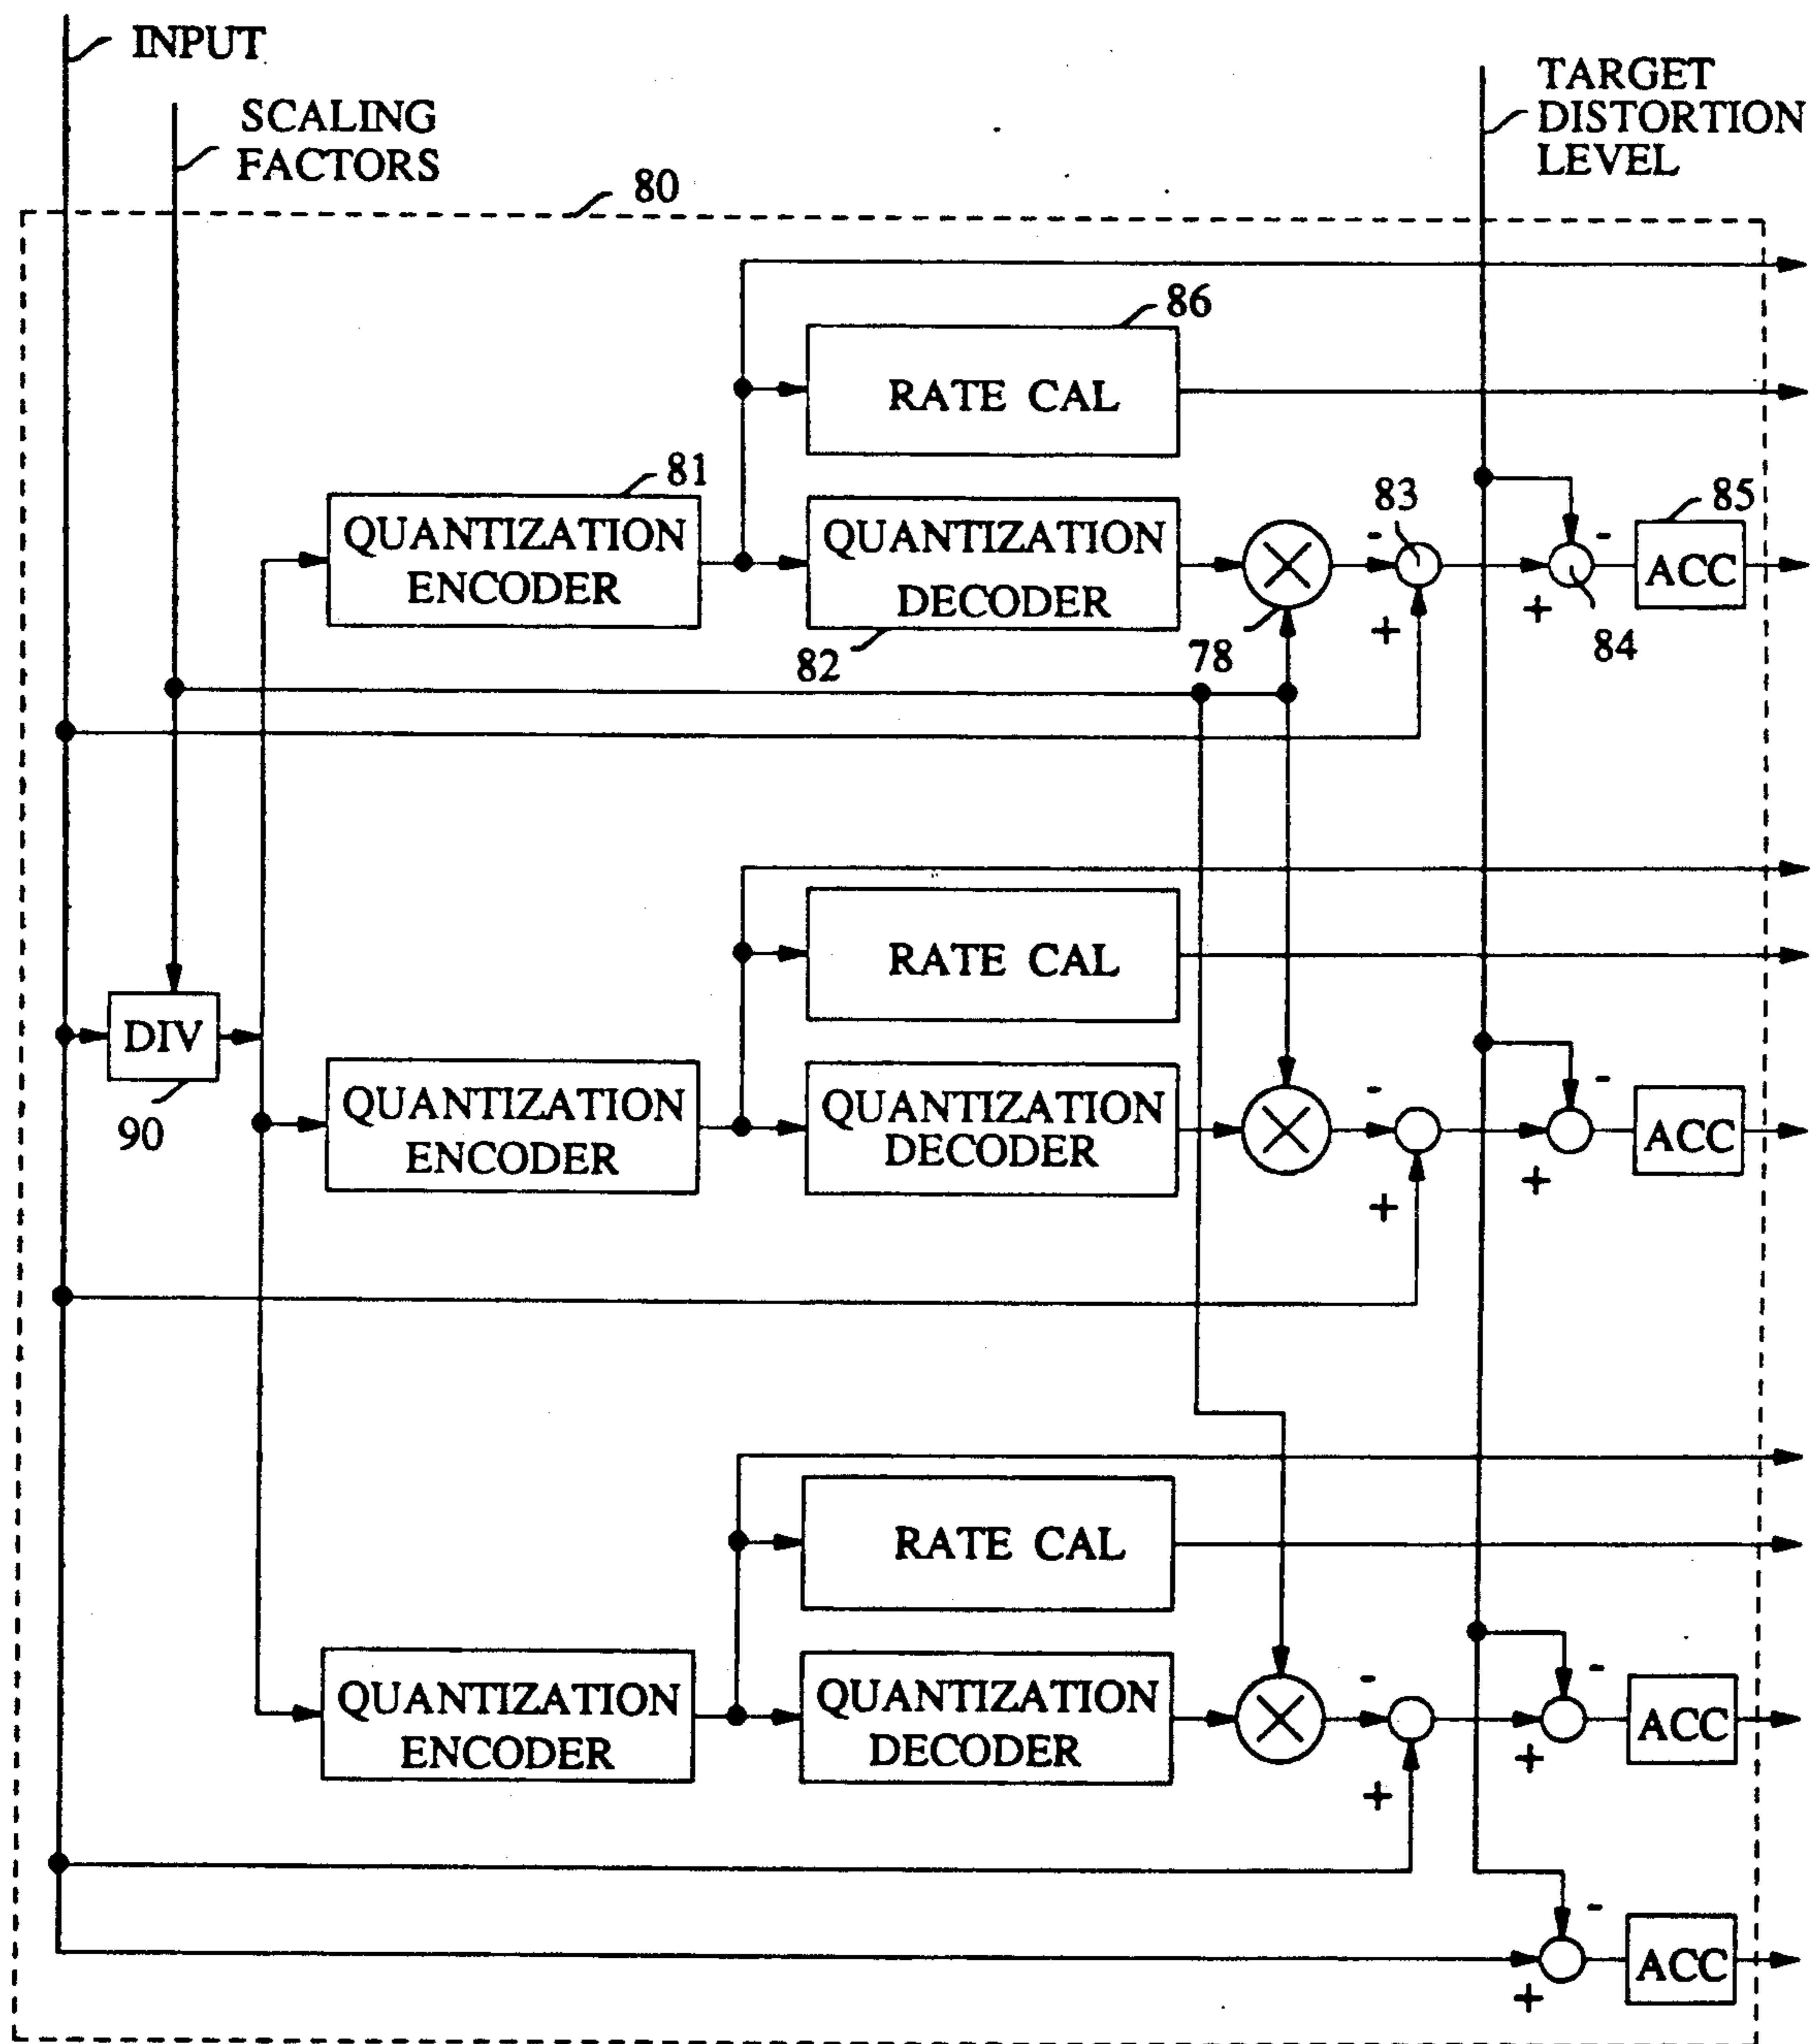 INPUT
SCALING
FACTORS
TARGET
DISTORTION
LEVEL
80
86
RATE CAL
81
QUANTIZATION
ENCODER
QUANTIZATION
DECODER
82
78
-
83
+
-
+
84
85
ACC
RATE CAL
DIV
90
QUANTIZATION
ENCODER
QUANTIZATION
DECODER
-
+
-
+
ACC
RATE CAL
QUANTIZATION
ENCODER
QUANTIZATION
DECODER
-
+
-
+
ACC
-
+
ACC